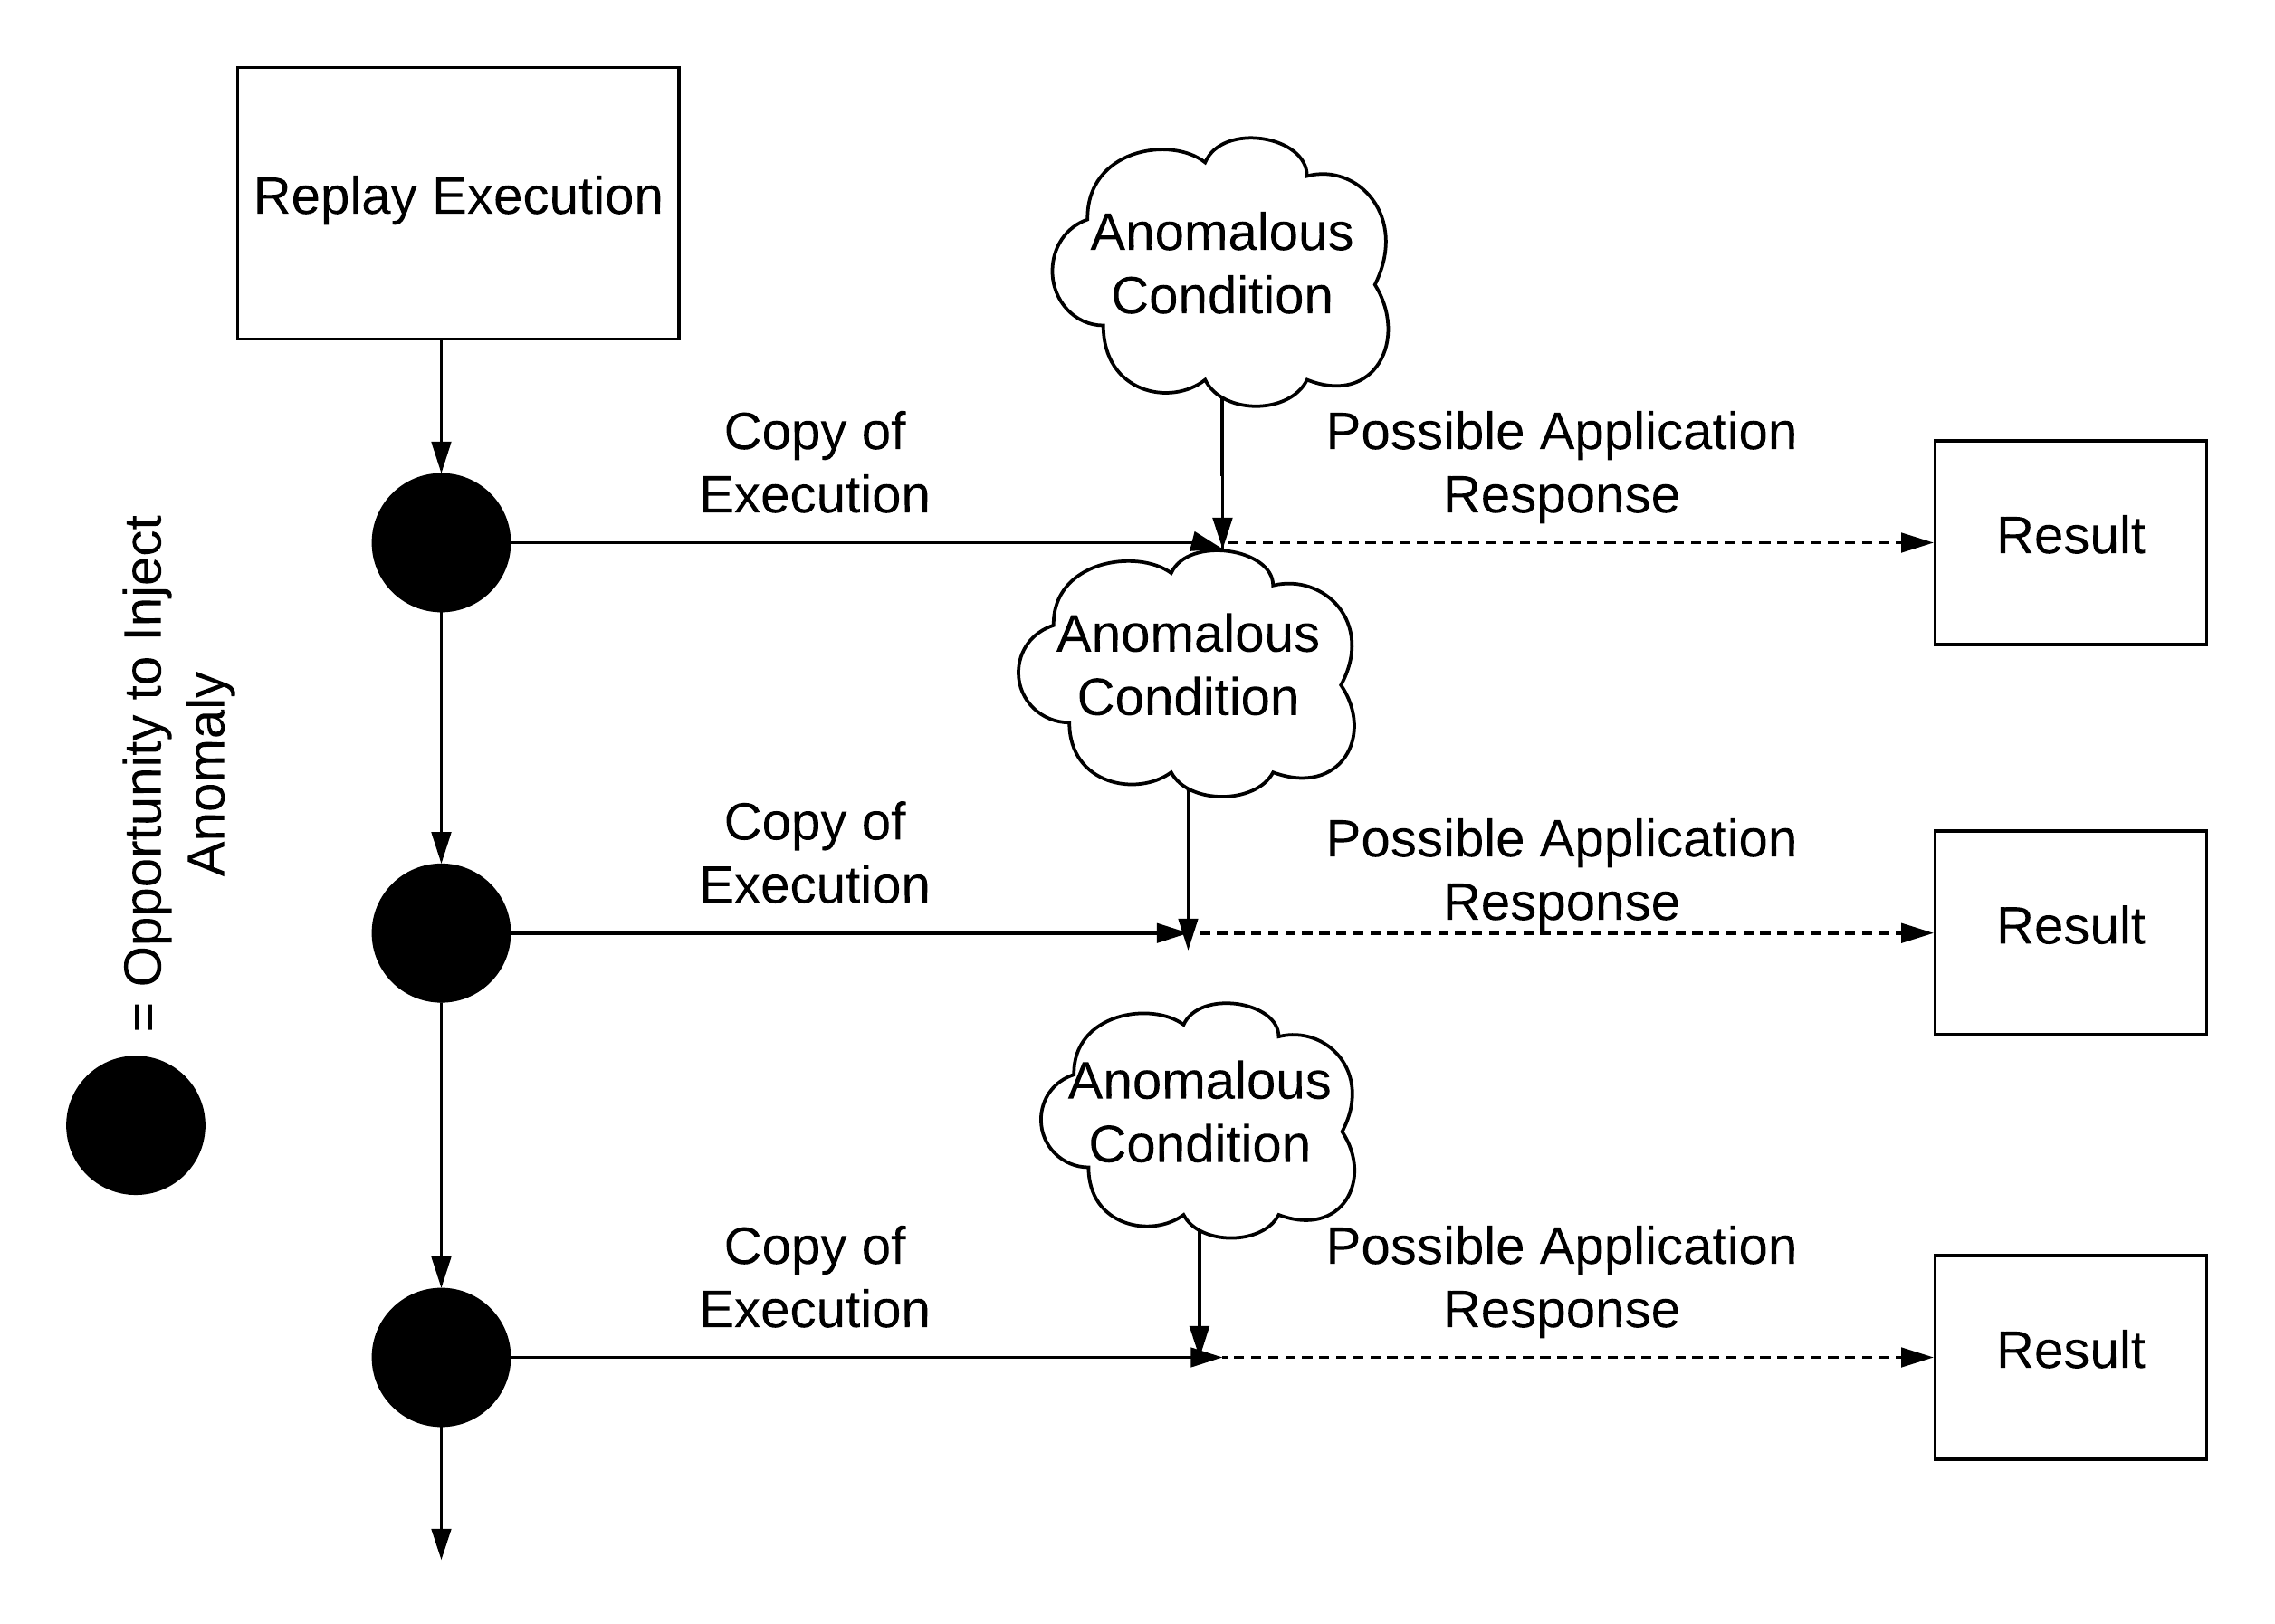 Replay Execution
Anomalous
Condition
Copy of
Execution
Possible Application
Response
Result
= Opportunity to Inject
Anomaly
Anomalous
Condition
Copy of
Execution
Possible Application
Response
Result
Anomalous
Condition
Copy of
Execution
Possible Application
Response
Result